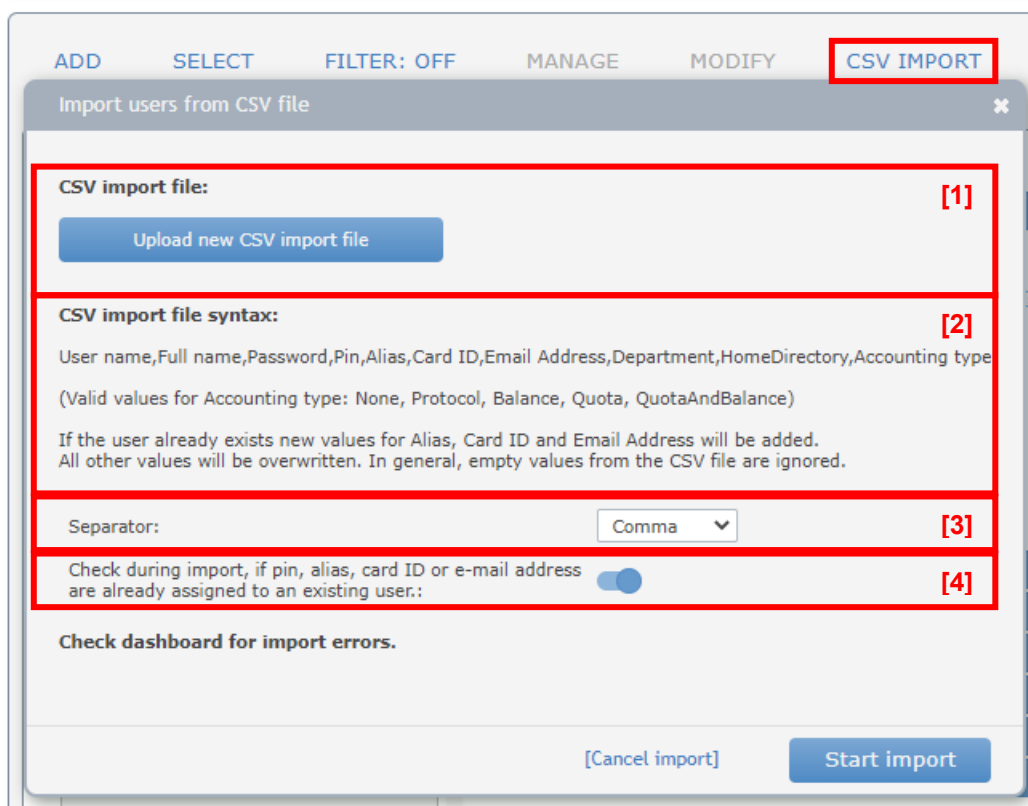 ADD SELECT FILTER: OFF MANAGE MODIFY CSV IMPORT
Import users from CSV file
CSV import file: [1]
Upload new CSV import file
CSV import file syntax: [2]
User name,Full name,Password,Pin,Alias,Card ID,Email Address,Department,HomeDirectory,Accounting type
(Valid values for Accounting type: None, Protocol, Balance, Quota, QuotaAndBalance)
If the user already exists new values for Alias, Card ID and Email Address will be added.
All other values will be overwritten. In general, empty values from the CSV file are ignored.
Separator: Comma [3]
Check during import, if pin, alias, card ID or e-mail address
are already assigned to an existing user.: [4]
Check dashboard for import errors.
[Cancel import] Start import